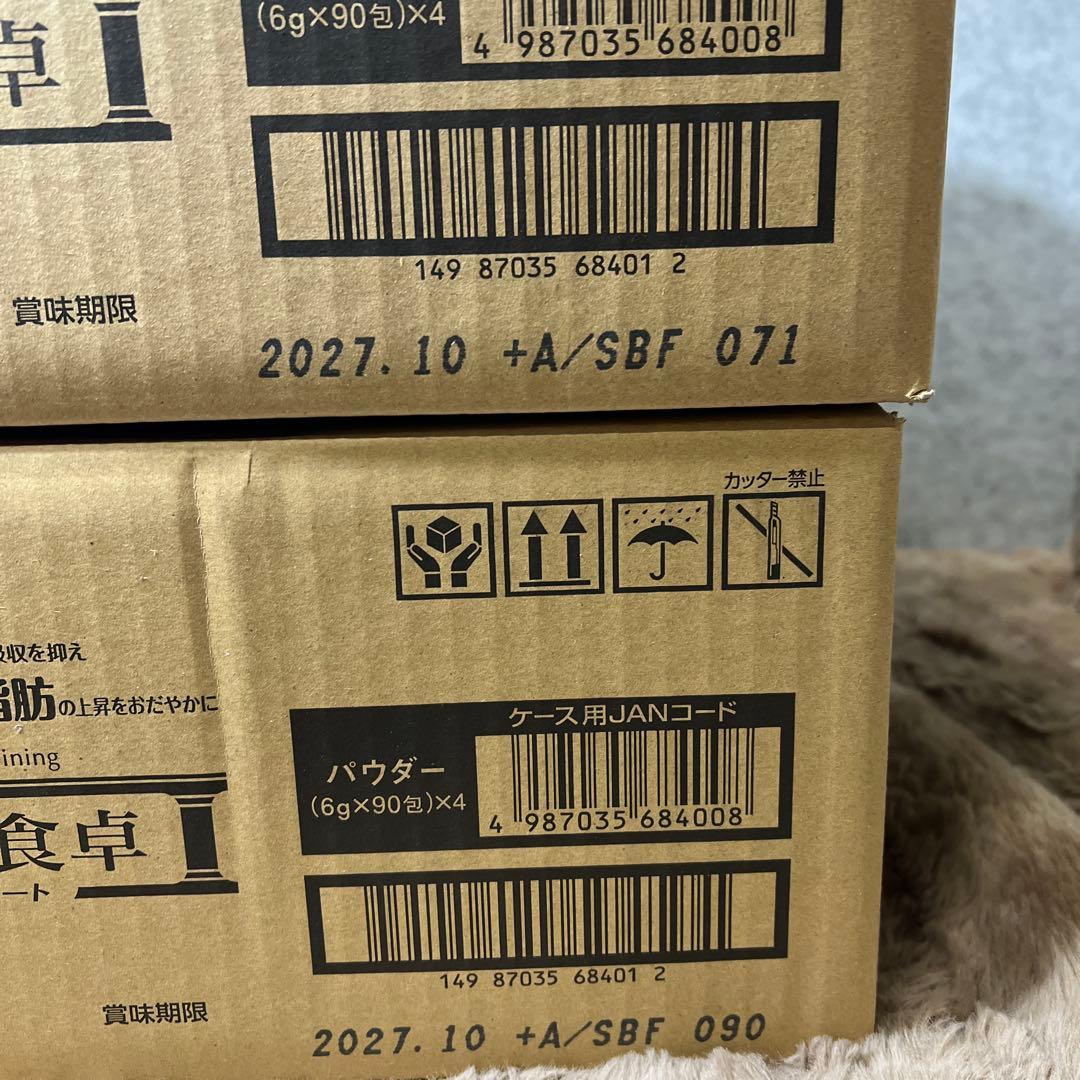 (6g×90包)×4
4 987035 684008
卓
149 87035 68401 2
賞味期限
2027.10 +A/SBF 071
カッター禁止
吸収を抑え
脂肪の上昇をおだやかに
ining
食卓
ート
ケース用JANコード
パウダー
(6g×90包)×4
4 987035 684008
149 87035 68401 2
賞味期限
2027.10 +A/SBF 090